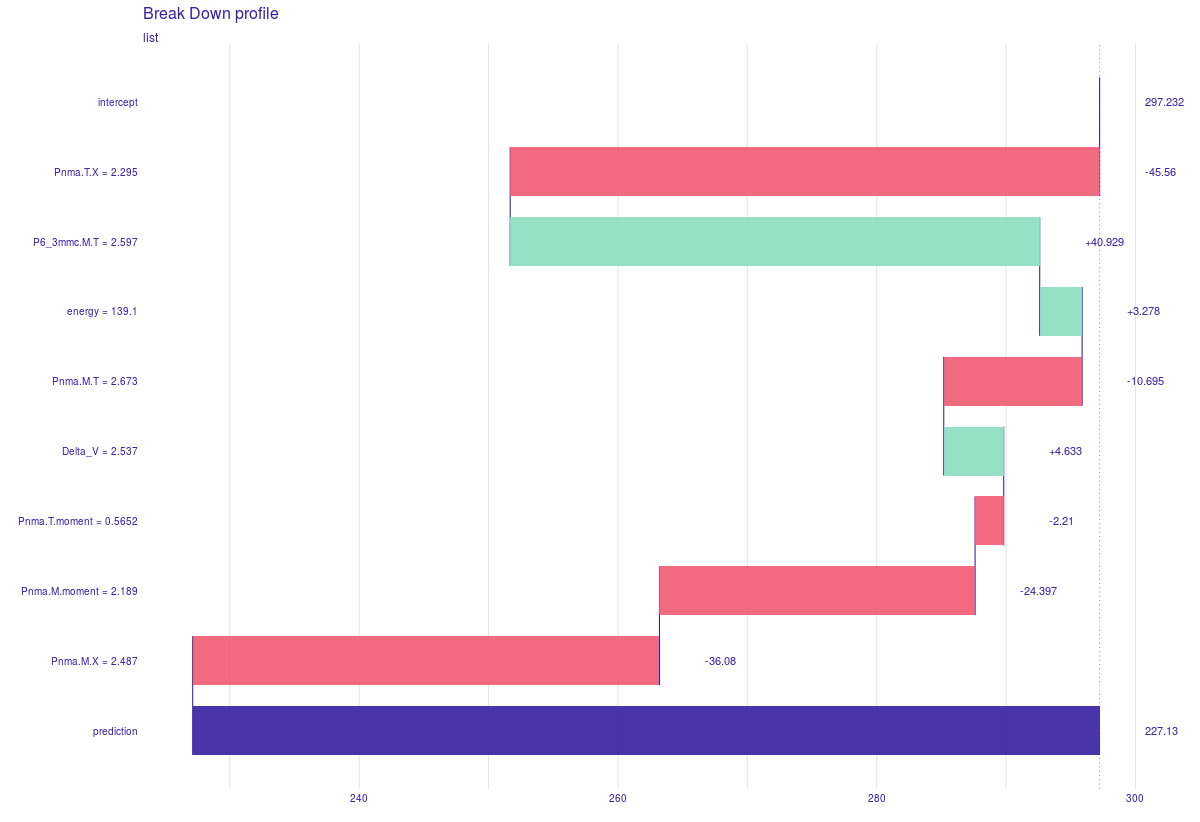 Break Down profile
list
intercept 297.232
Pnma.T.X = 2.295 -45.56
P6_3mmc.M.T = 2.597 +40.929
energy = 139.1 +3.278
Pnma.M.T = 2.673 -10.695
Delta_V = 2.537 +4.633
Pnma.T.moment = 0.5652 -2.21
Pnma.M.moment = 2.189 -24.397
Pnma.M.X = 2.487 -36.08
prediction 227.13
240 260 280 300